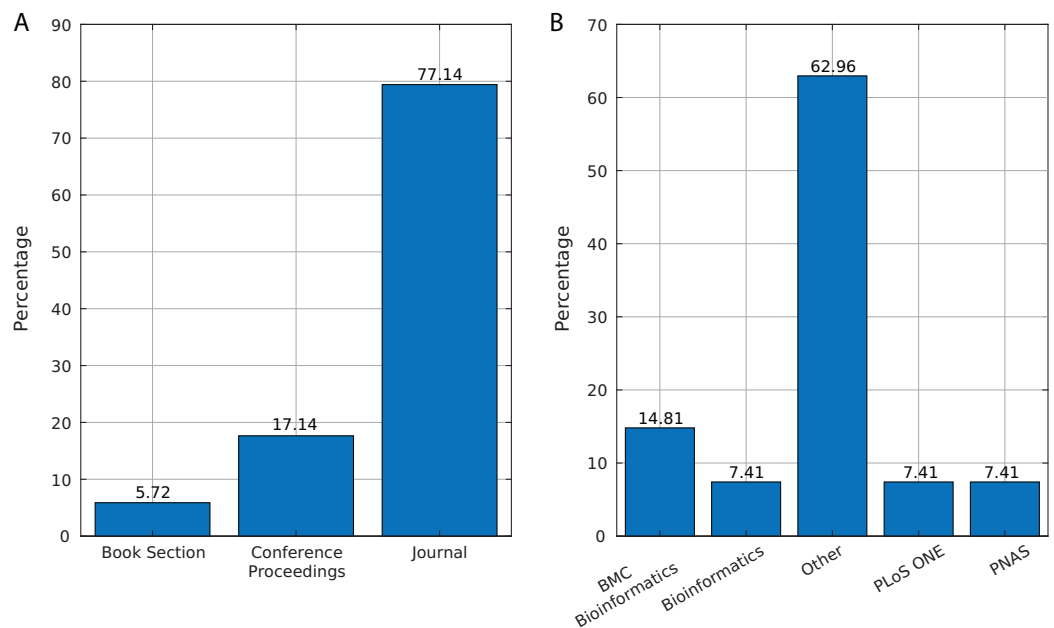 A
90
80
70
60
50
40
30
20
10
0
Percentage
77.14
17.14
5.72
Book Section
Conference
Proceedings
Journal
B
70
60
50
40
30
20
10
0
Percentage
62.96
14.81
7.41
7.41
7.41
BMC
Bioinformatics
Bioinformatics
Other
PLoS ONE
PNAS